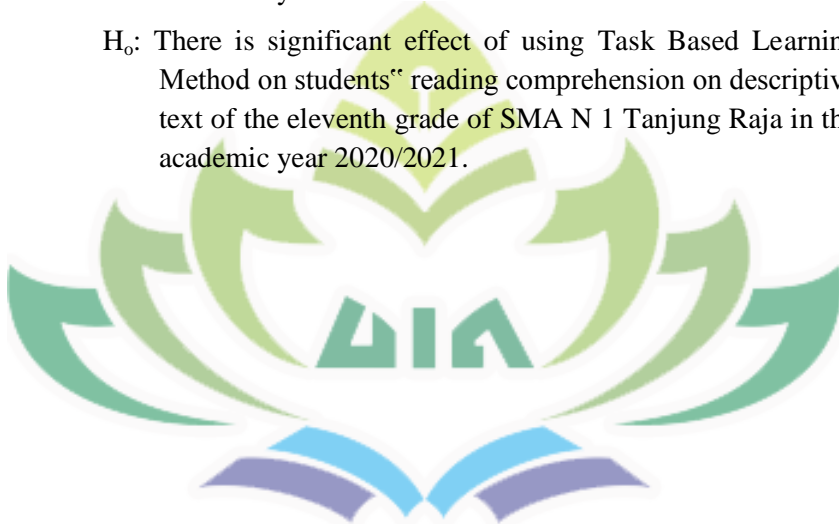 Hₒ: There is significant effect of using Task Based Learnin
Method on students‟ reading comprehension on descriptiv
text of the eleventh grade of SMA N 1 Tanjung Raja in th
academic year 2020/2021.
UIN